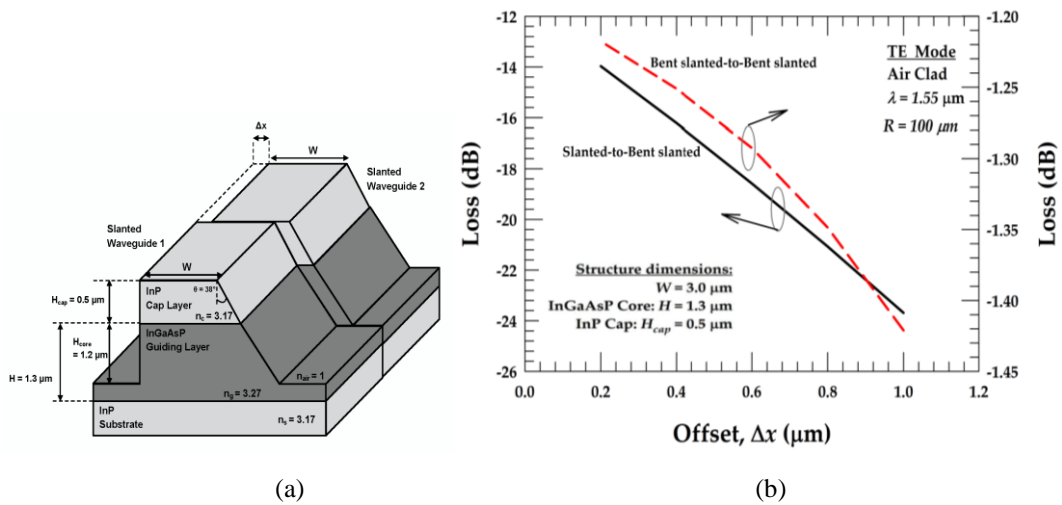 Δx
W
Slanted
Waveguide 2
Slanted
Waveguide 1
W
θ = 38°
H_cap = 0.5 μm
InP
Cap Layer
n_c = 3.17
InGaAsP
Guiding Layer
H_core
= 1.2 μm
H = 1.3 μm
n_air = 1
n_g = 3.27
InP
Substrate
n_s = 3.17
(a)
-12
-14
-16
-18
-20
-22
-24
-26
Loss (dB)
-1.20
-1.25
-1.30
-1.35
-1.40
-1.45
Loss (dB)
Bent slanted-to-Bent slanted
Slanted-to-Bent slanted
TE Mode
Air Clad
λ = 1.55 μm
R = 100 μm
Structure dimensions:
W = 3.0 μm
InGaAsP Core: H = 1.3 μm
InP Cap: H_cap = 0.5 μm
0.0 0.2 0.4 0.6 0.8 1.0 1.2
Offset, Δx (μm)
(b)